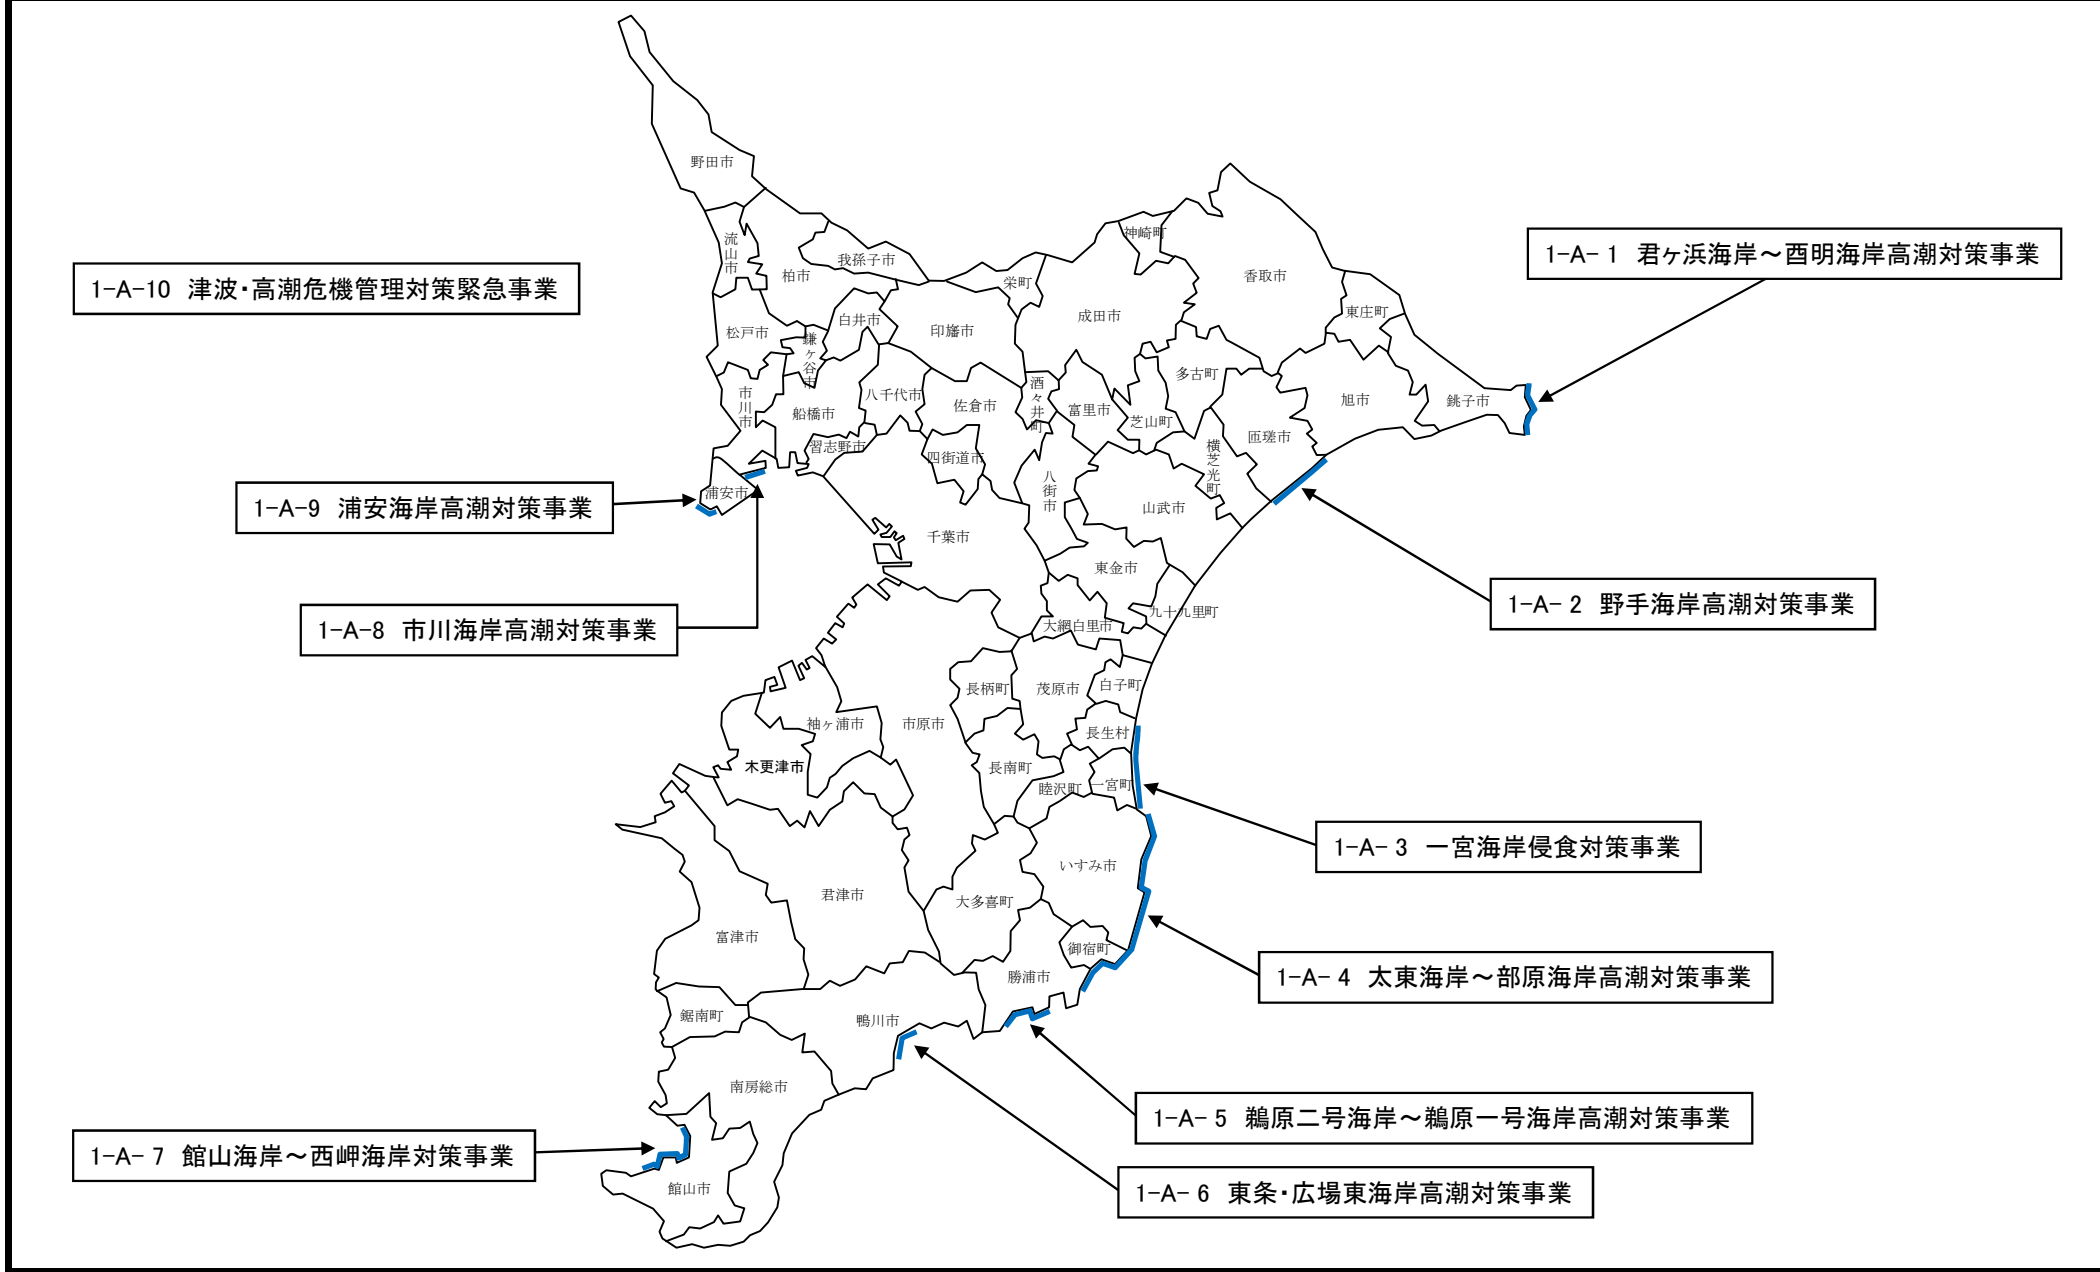 野田市
流山市
柏市
我孫子市
神崎町
栄町
成田市
香取市
東庄町
1-A- 1 君ヶ浜海岸～酉明海岸高潮対策事業
1-A-10 津波・高潮危機管理対策緊急事業
松戸市
鎌ヶ谷市
白井市
印旛市
市川市
船橋市
八千代市
佐倉市
酒々井町
富里市
芝山町
多古町
匝瑳市
旭市
銚子市
習志野市
四街道市
八街市
横芝光町
山武市
浦安市
1-A-9 浦安海岸高潮対策事業
千葉市
東金市
九十九里町
1-A- 2 野手海岸高潮対策事業
1-A-8 市川海岸高潮対策事業
大網白里市
長柄町
茂原市
白子町
袖ヶ浦市
市原市
長生村
木更津市
長南町
睦沢町
一宮町
1-A- 3 一宮海岸侵食対策事業
いすみ市
君津市
大多喜町
富津市
御宿町
勝浦市
1-A- 4 太東海岸～部原海岸高潮対策事業
鋸南町
鴨川市
南房総市
1-A- 5 鵜原二号海岸～鵜原一号海岸高潮対策事業
1-A- 7 館山海岸～西岬海岸対策事業
館山市
1-A- 6 東条・広場東海岸高潮対策事業